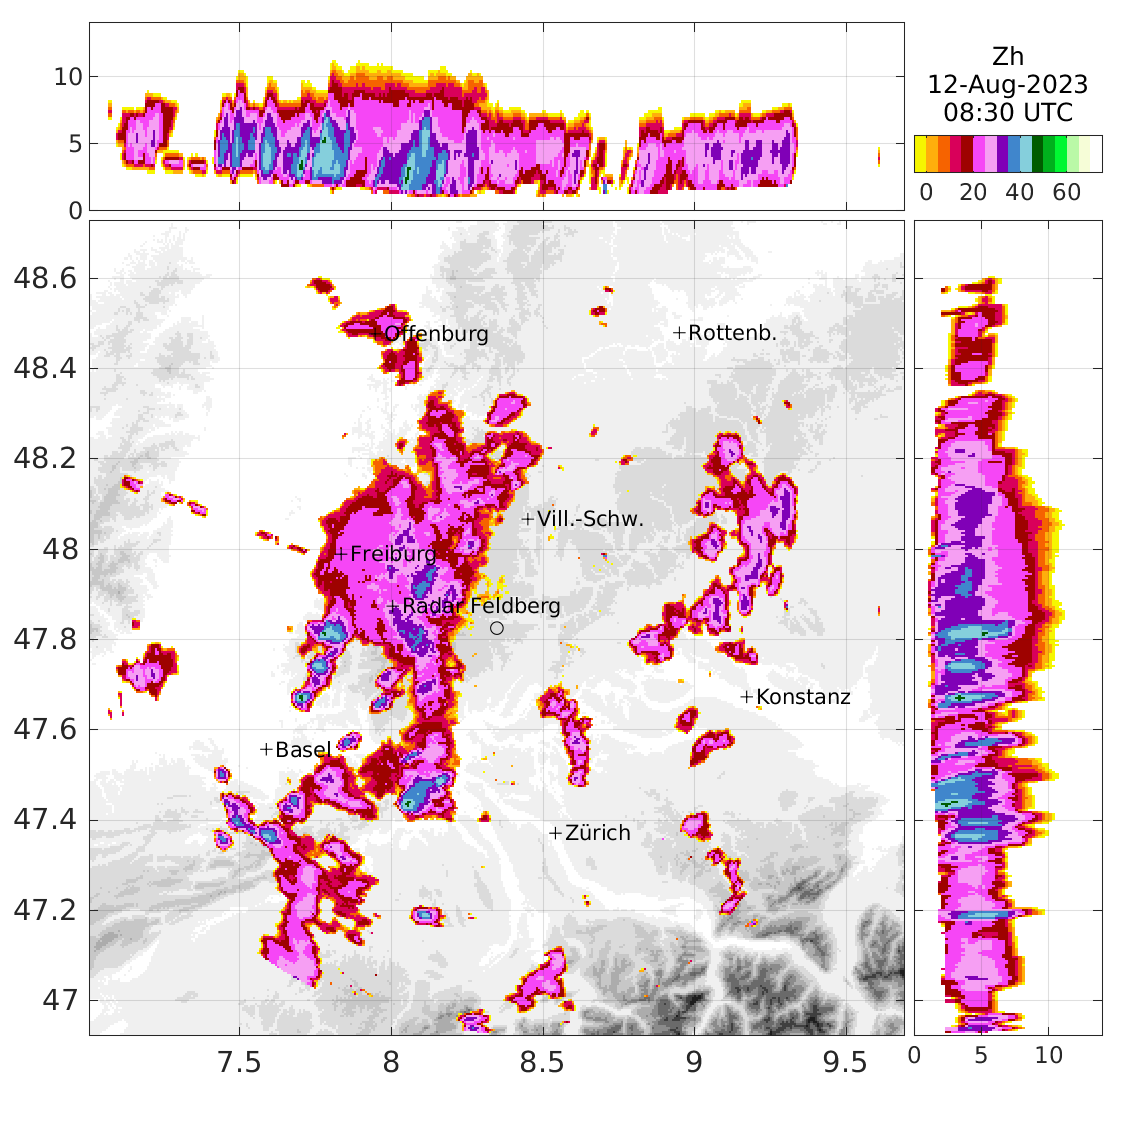 10
5
0
Zh
12-Aug-2023
08:30 UTC
0 20 40 60
48.6
48.4
48.2
48
47.8
47.6
47.4
47.2
47
+Offenburg
+Rottenb.
+Vill.-Schw.
+Freiburg
+Radar Feldberg
+Konstanz
+Basel
+Zürich
7.5 8 8.5 9 9.5
0 5 10